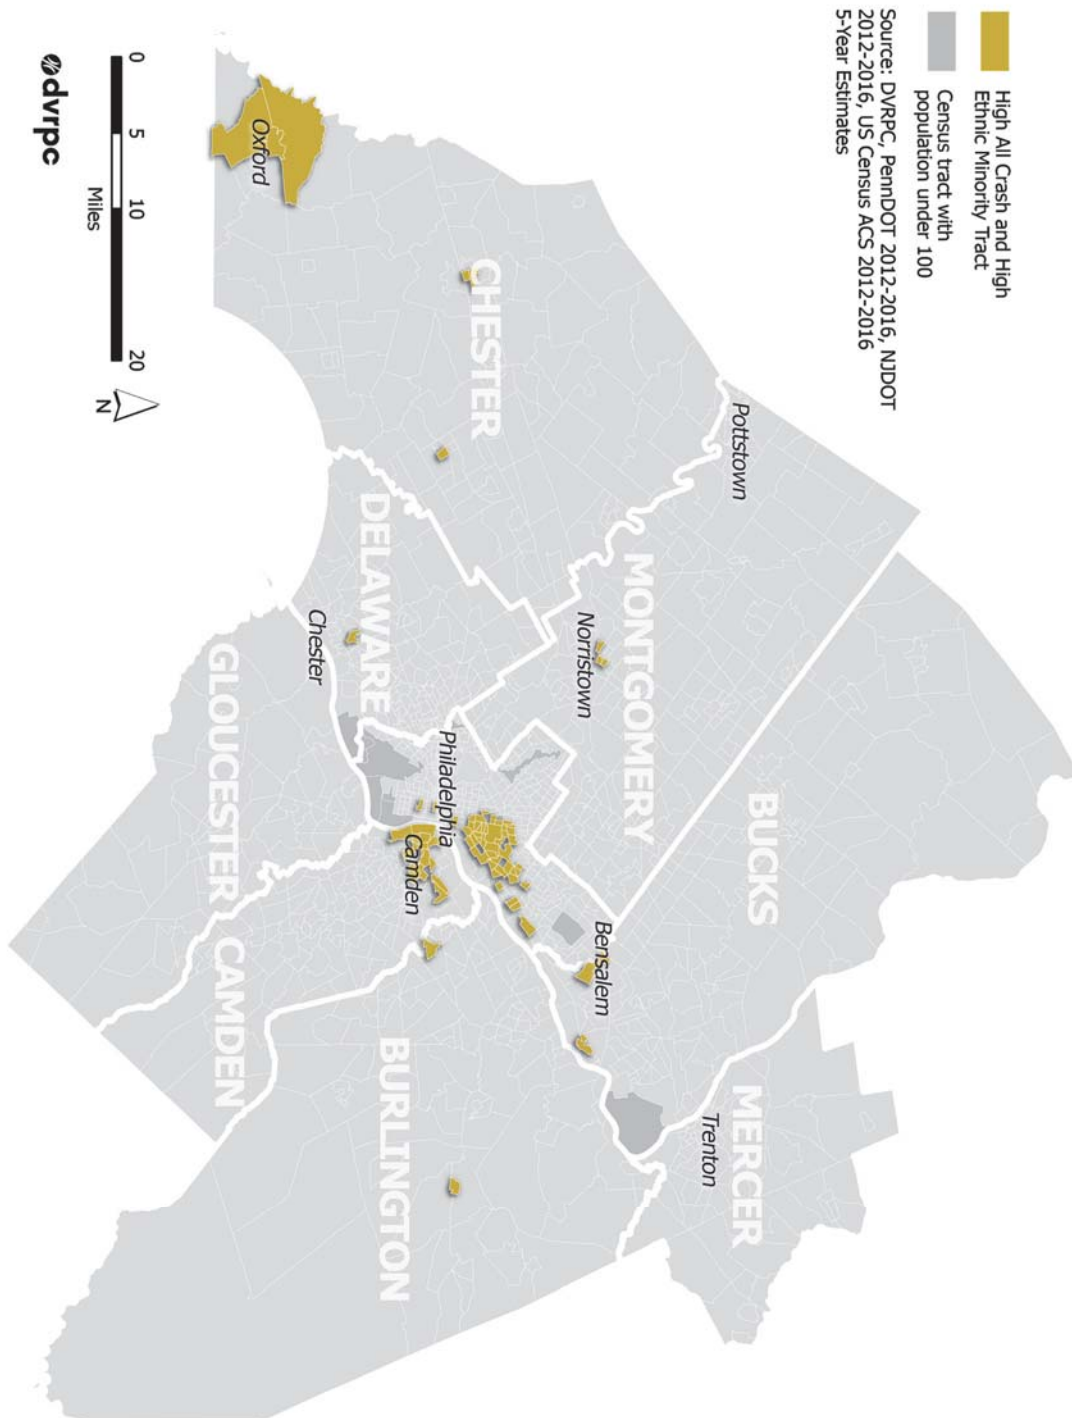 High All Crash and High
Ethnic Minority Tract
Census tract with
population under 100
Source: DVRPC, PennDOT 2012-2016, NJDOT
2012-2016, US Census ACS 2012-2016
5-Year Estimates
Pottstown
BUCKS
MERCER
MONTGOMERY
Trenton
Norristown
Bensalem
CHESTER
Philadelphia
DELAWARE
Camden
BURLINGTON
Chester
Oxford
GLOUCESTER
CAMDEN
0 5 10 20
Miles
N
dvrpc